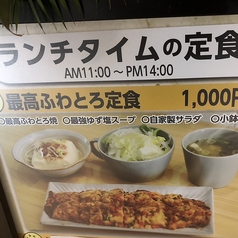 ランチタイムの定食
AM11:00～PM14:00
最高ふわとろ定食 1,000円
○最高ふわとろ焼 ○最強ゆず塩スープ ○自家製サラダ ○小鉢